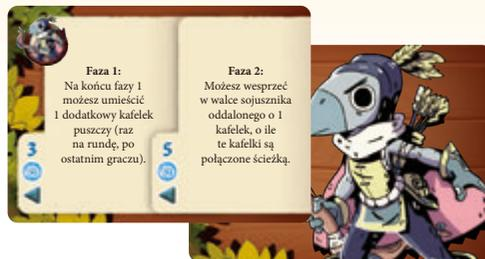 Faza 1:
Na końcu fazy 1
możesz umieścić
1 dodatkowy kafelek
puszczy (raz
na rundę, po
ostatnim graczu).
3
Faza 2:
Możesz wesprzeć
w walce sojusznika
oddalonego o 1
kafelek, o ile
te kafelki są
połączone ścieżką.
5